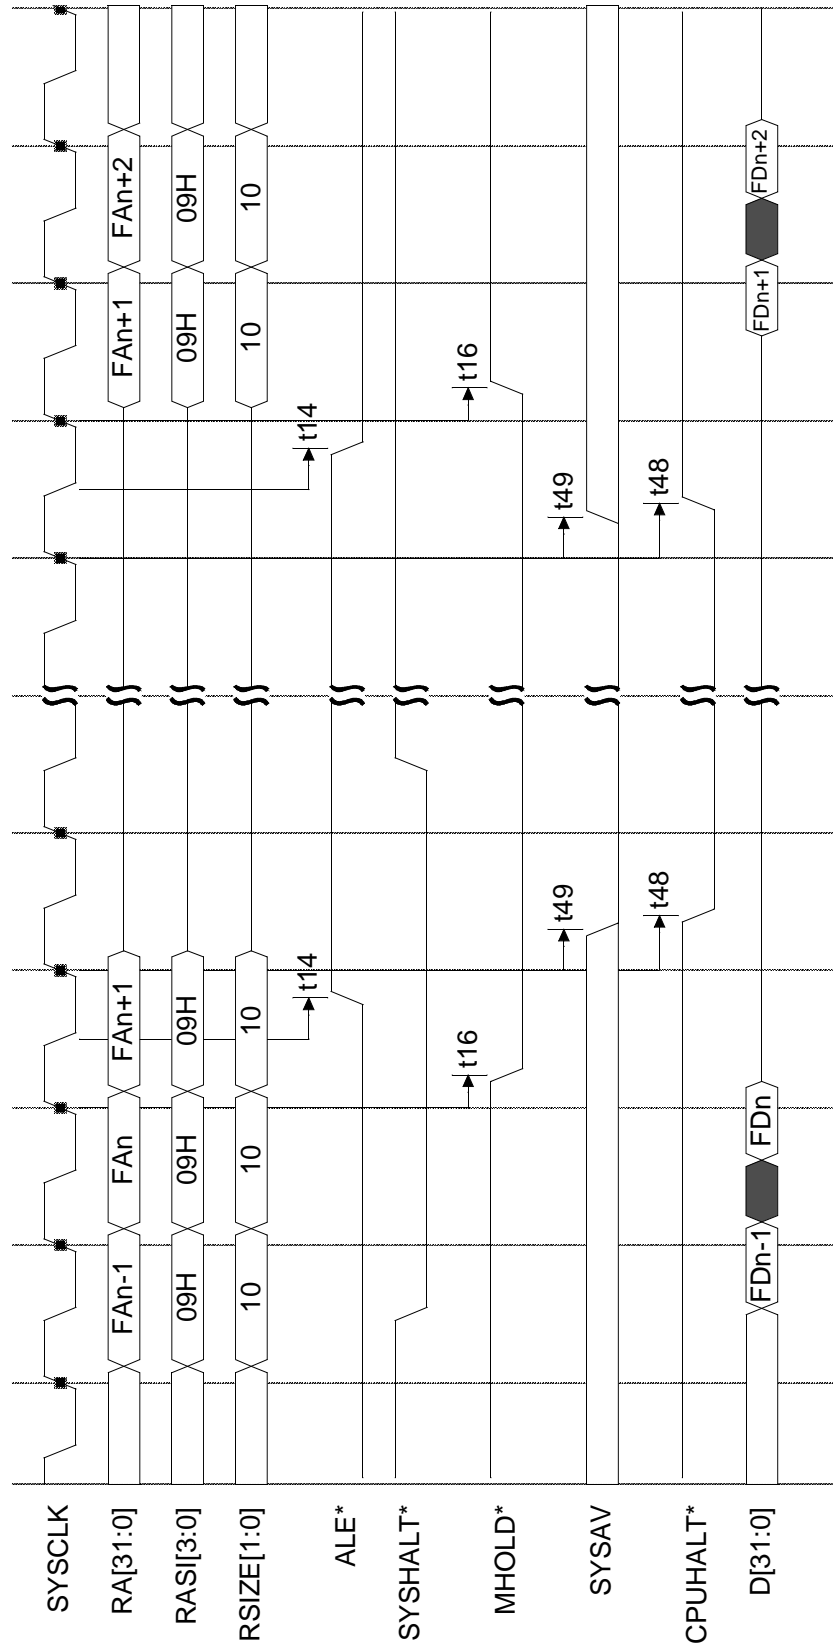 SYSCLK
RA[31:0] FAn-1 FAn FAn+1 FAn+1 FAn+2
RASI[3:0] 09H 09H 09H 09H 09H
RSIZE[1:0] 10 10 10 10 10
ALE* t14 t14
SYSHALT*
MHOLD* t16 t16
SYSAV t49 t49
CPUHALT* t48 t48
D[31:0] FDn-1 FDn FDn+1 FDn+2